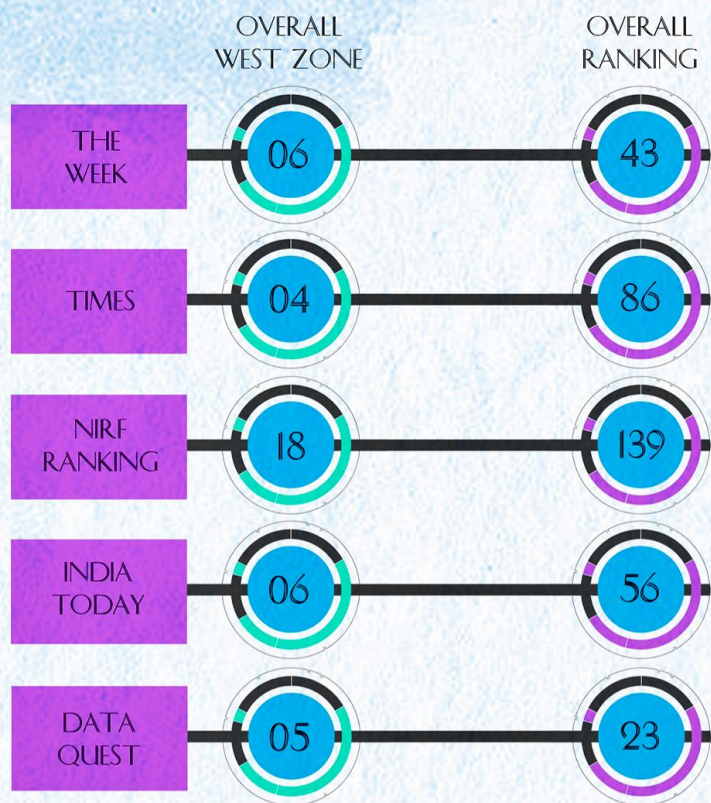 OVERALL
WEST ZONE
OVERALL
RANKING
THE
WEEK
06
43
TIMES
04
86
NIRF
RANKING
18
139
INDIA
TODAY
06
56
DATA
QUEST
05
23